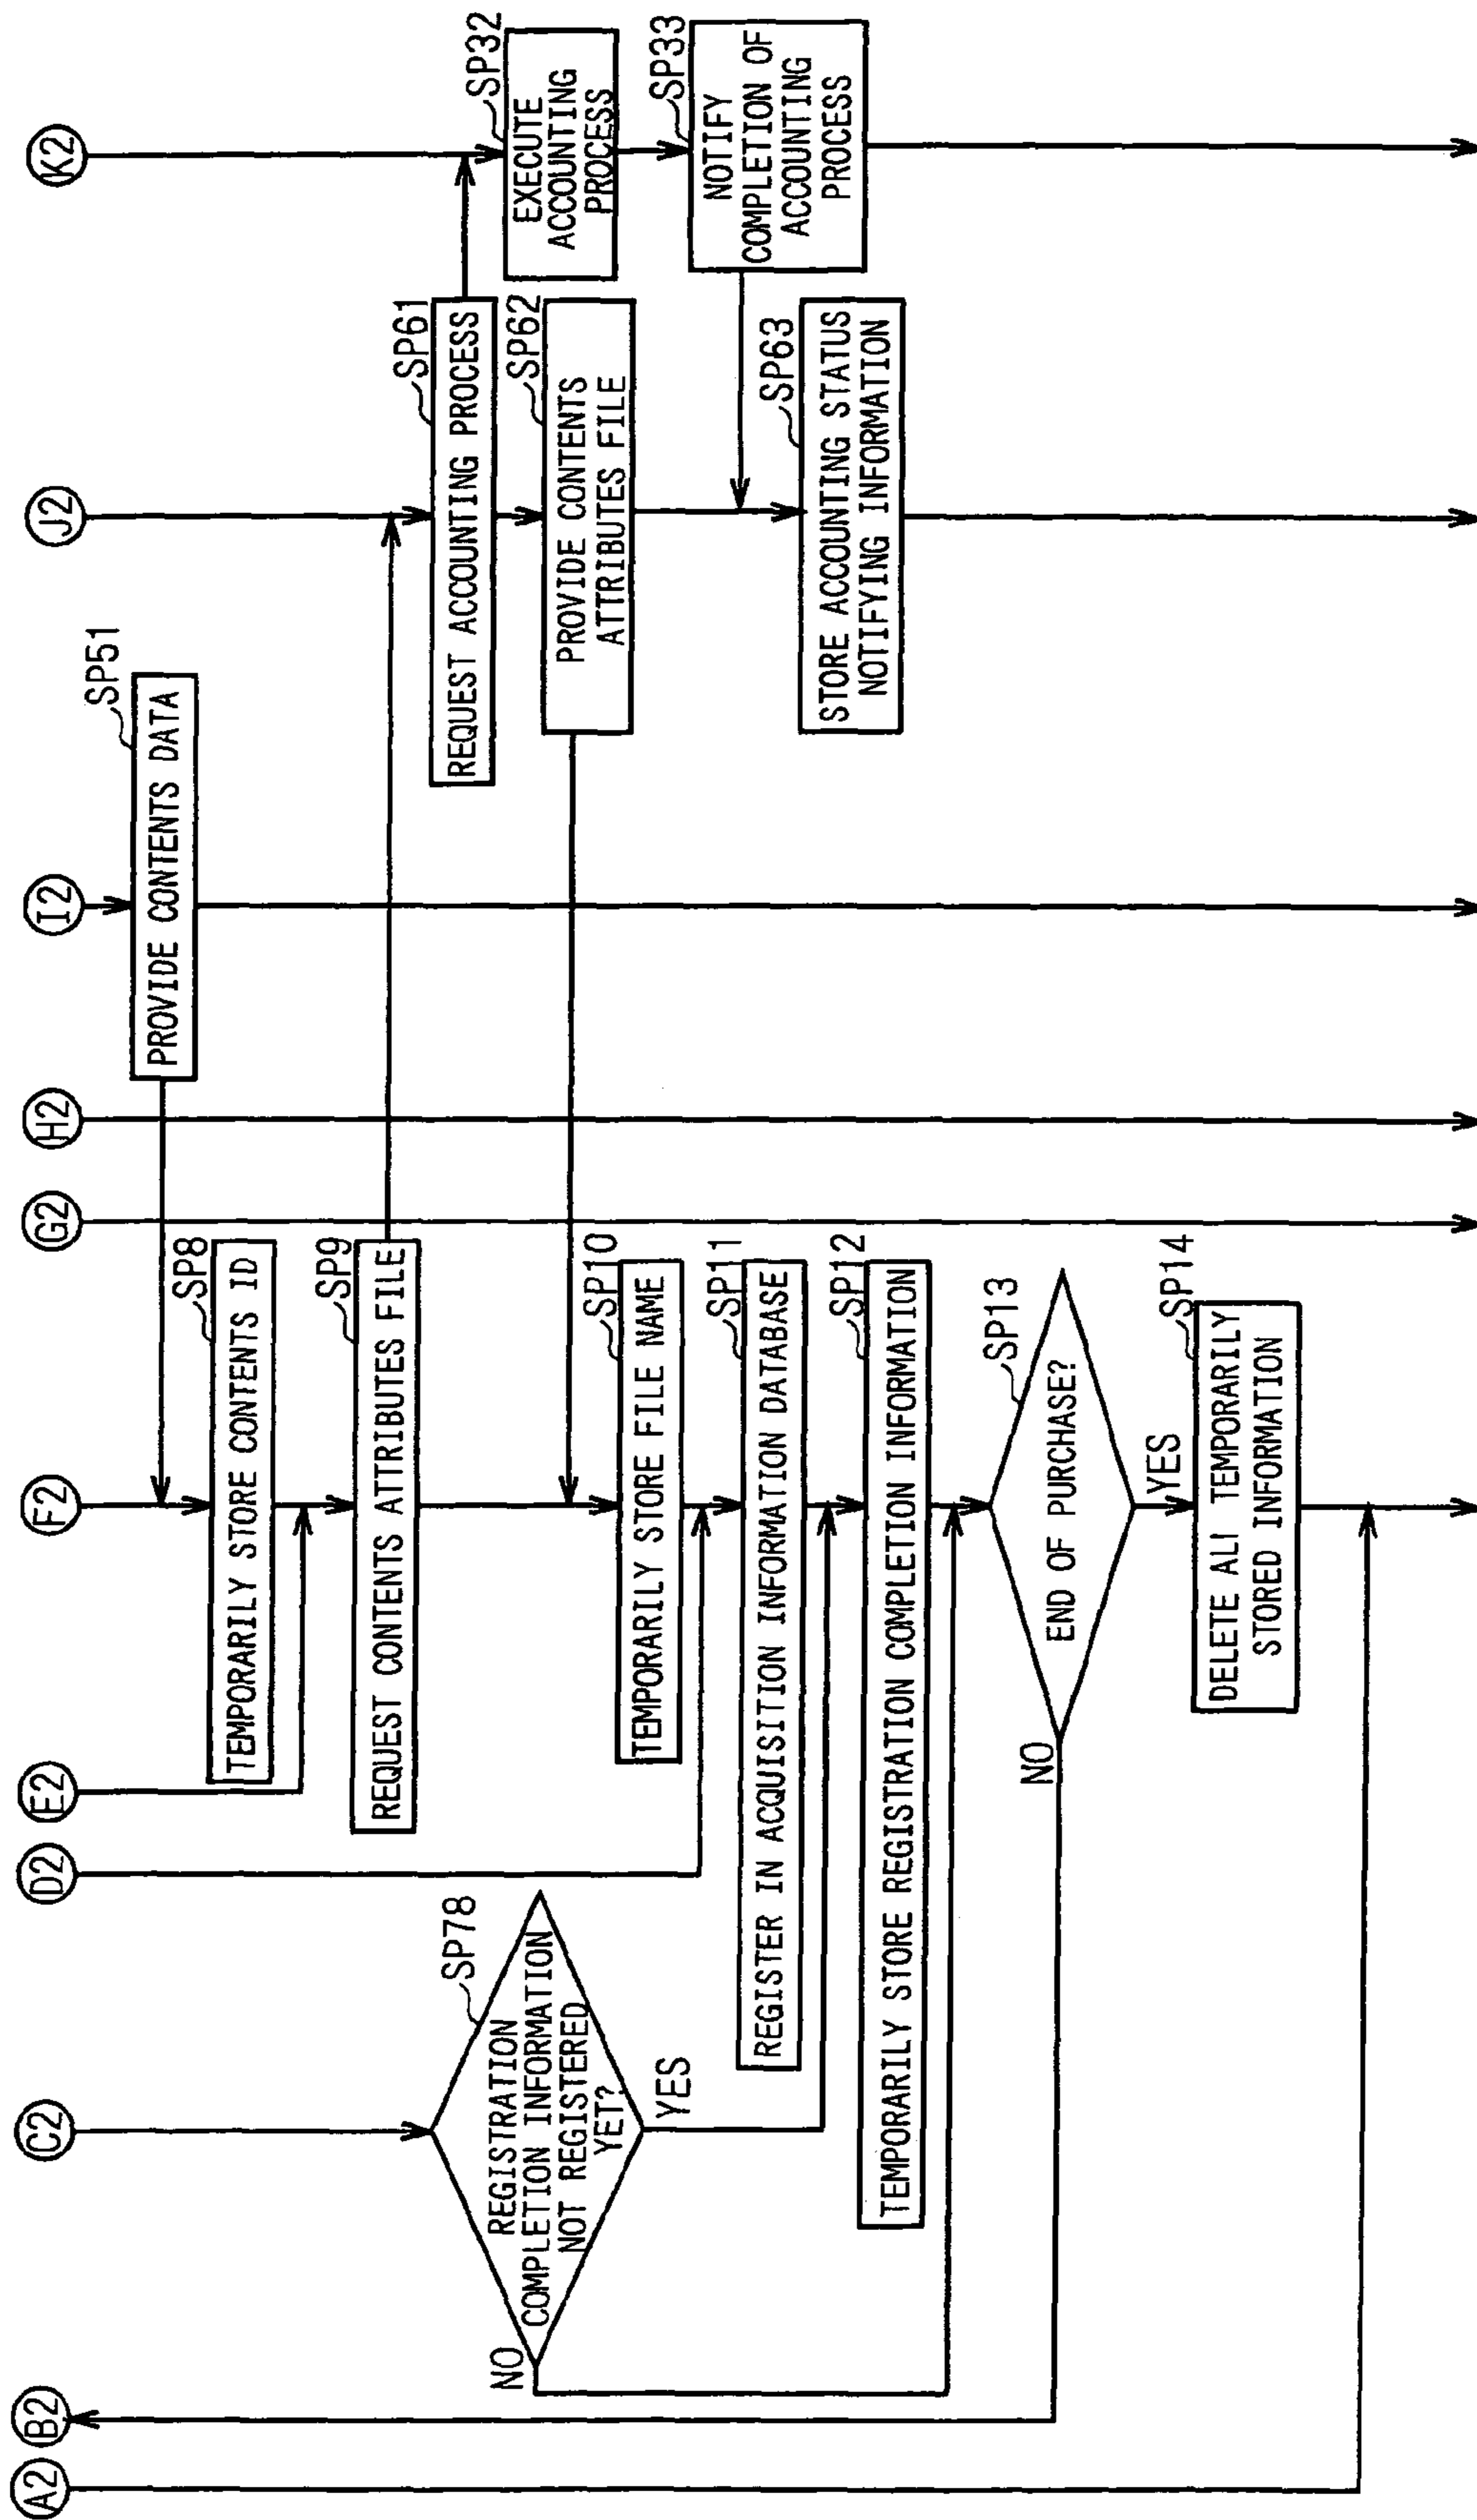 A2
B2
C2
D2
E2
F2
G2
H2
I2
J2
K2
SP51
PROVIDE CONTENTS DATA
SP8
TEMPORARILY STORE CONTENTS ID
SP9
REQUEST CONTENTS ATTRIBUTES FILE
SP61
REQUEST ACCOUNTING PROCESS
SP32
EXECUTE
ACCOUNTING
PROCESS
SP62
PROVIDE CONTENTS
ATTRIBUTES FILE
SP33
NOTIFY
COMPLETION OF
ACCOUNTING
PROCESS
SP63
STORE ACCOUNTING STATUS
NOTIFYING INFORMATION
SP78
REGISTRATION
COMPLETION INFORMATION
NOT REGISTERED
YET?
NO
YES
SP10
TEMPORARILY STORE FILE NAME
SP11
REGISTER IN ACQUISITION INFORMATION DATABASE
SP12
TEMPORARILY STORE REGISTRATION COMPLETION INFORMATION
SP13
END OF PURCHASE?
NO
YES
SP14
DELETE ALI TEMPORARILY
STORED INFORMATION